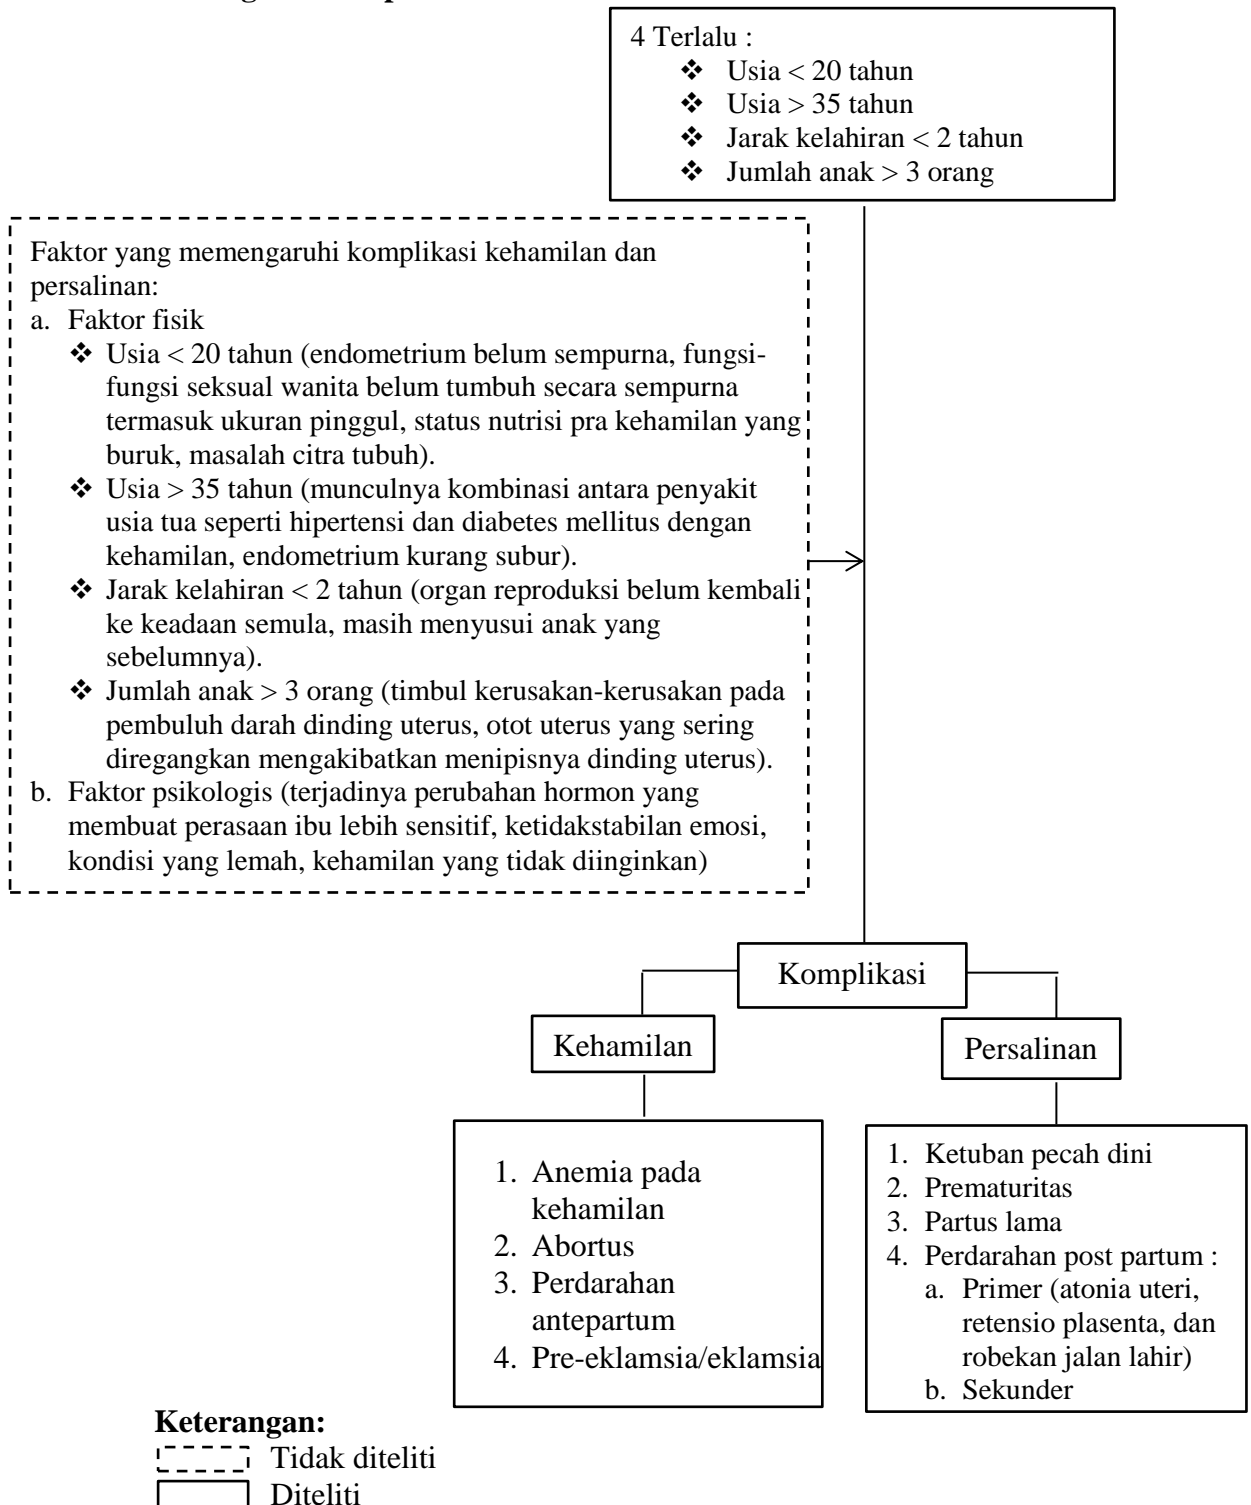 4 Terlalu :
❖ Usia < 20 tahun
❖ Usia > 35 tahun
❖ Jarak kelahiran < 2 tahun
❖ Jumlah anak > 3 orang
Faktor yang memengaruhi komplikasi kehamilan dan
persalinan:
a. Faktor fisik
❖ Usia < 20 tahun (endometrium belum sempurna, fungsi-
fungsi seksual wanita belum tumbuh secara sempurna
termasuk ukuran pinggul, status nutrisi pra kehamilan yang
buruk, masalah citra tubuh).
❖ Usia > 35 tahun (munculnya kombinasi antara penyakit
usia tua seperti hipertensi dan diabetes mellitus dengan
kehamilan, endometrium kurang subur).
❖ Jarak kelahiran < 2 tahun (organ reproduksi belum kembali
ke keadaan semula, masih menyusui anak yang
sebelumnya).
❖ Jumlah anak > 3 orang (timbul kerusakan-kerusakan pada
pembuluh darah dinding uterus, otot uterus yang sering
diregangkan mengakibatkan menipisnya dinding uterus).
b. Faktor psikologis (terjadinya perubahan hormon yang
membuat perasaan ibu lebih sensitif, ketidakstabilan emosi,
kondisi yang lemah, kehamilan yang tidak diinginkan)
Komplikasi
Kehamilan
Persalinan
1. Anemia pada
kehamilan
2. Abortus
3. Perdarahan
antepartum
4. Pre-eklamsia/eklamsia
1. Ketuban pecah dini
2. Prematuritas
3. Partus lama
4. Perdarahan post partum :
a. Primer (atonia uteri,
retensio plasenta, dan
robekan jalan lahir)
b. Sekunder
Keterangan:
Tidak diteliti
Diteliti